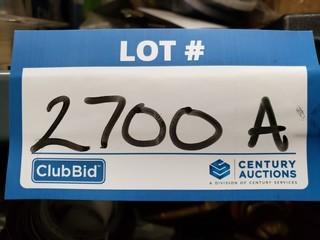 LOT #
2700 A
ClubBid
CENTURY
AUCTIONS
A DIVISION OF CENTURY SERVICES